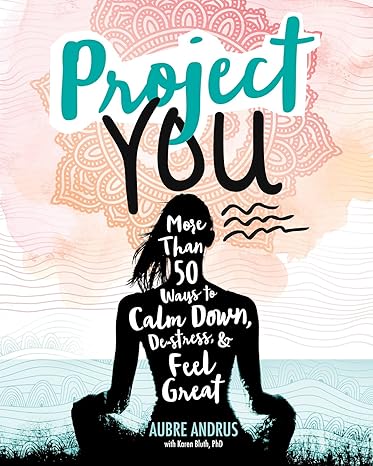 Project
YOU
More
Than
50
Ways to
Calm Down,
De-stress, &
Feel
Great
AUBRE ANDRUS
with Karen Bluth, PhD